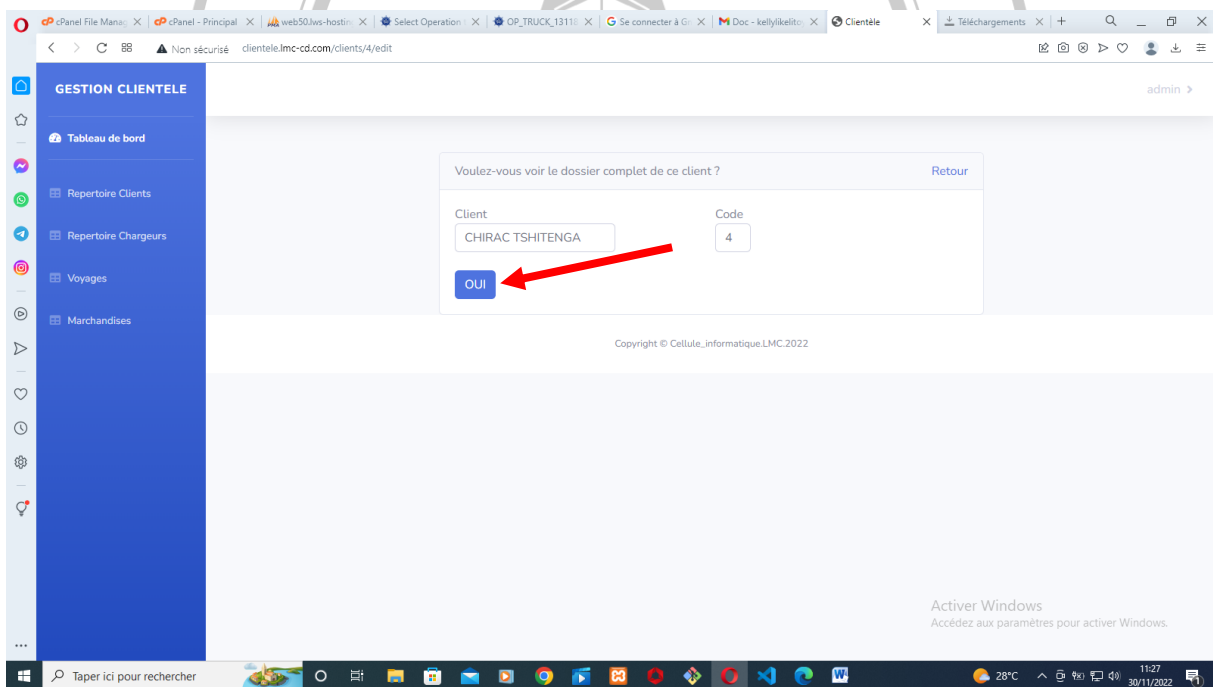 cPanel File Manag
cPanel - Principal
web50.lws-hostin
Select Operation
OP_TRUCK_13118
Se connecter à G
Doc - kellylikelito
Clientèle
Téléchargements
Non sécurisé clientele.lmc-cd.com/clients/4/edit
GESTION CLIENTELE
admin
Tableau de bord
Repertoire Clients
Repertoire Chargeurs
Voyages
Marchandises
Voulez-vous voir le dossier complet de ce client ?
Retour
Client
Code
CHIRAC TSHITENGA
4
OUI
Copyright © Cellule_informatique.LMC.2022
Activer Windows
Accédez aux paramètres pour activer Windows.
Taper ici pour rechercher
28°C
11:27
30/11/2022